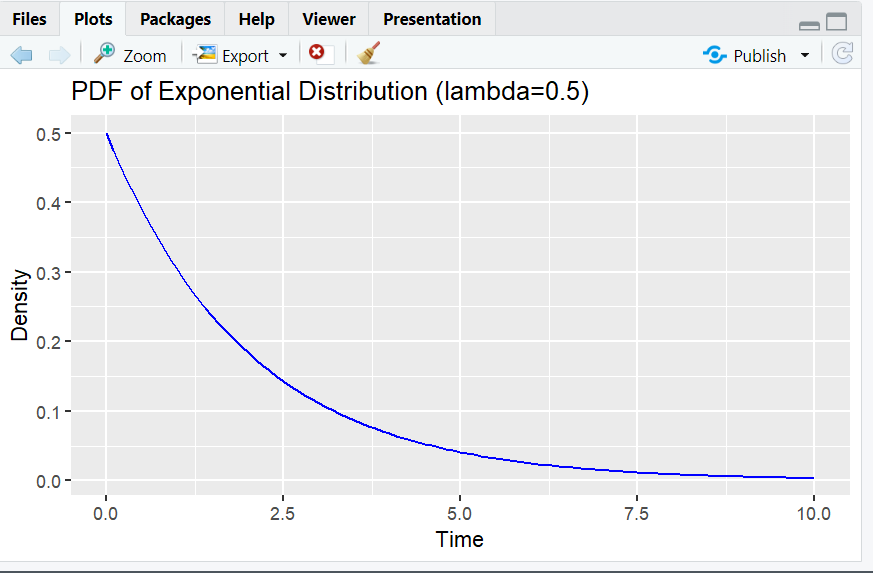 Files Plots Packages Help Viewer Presentation
Zoom Export Publish
PDF of Exponential Distribution (lambda=0.5)
0.5
0.4
0.3
0.2
0.1
0.0
Density
0.0 2.5 5.0 7.5 10.0
Time